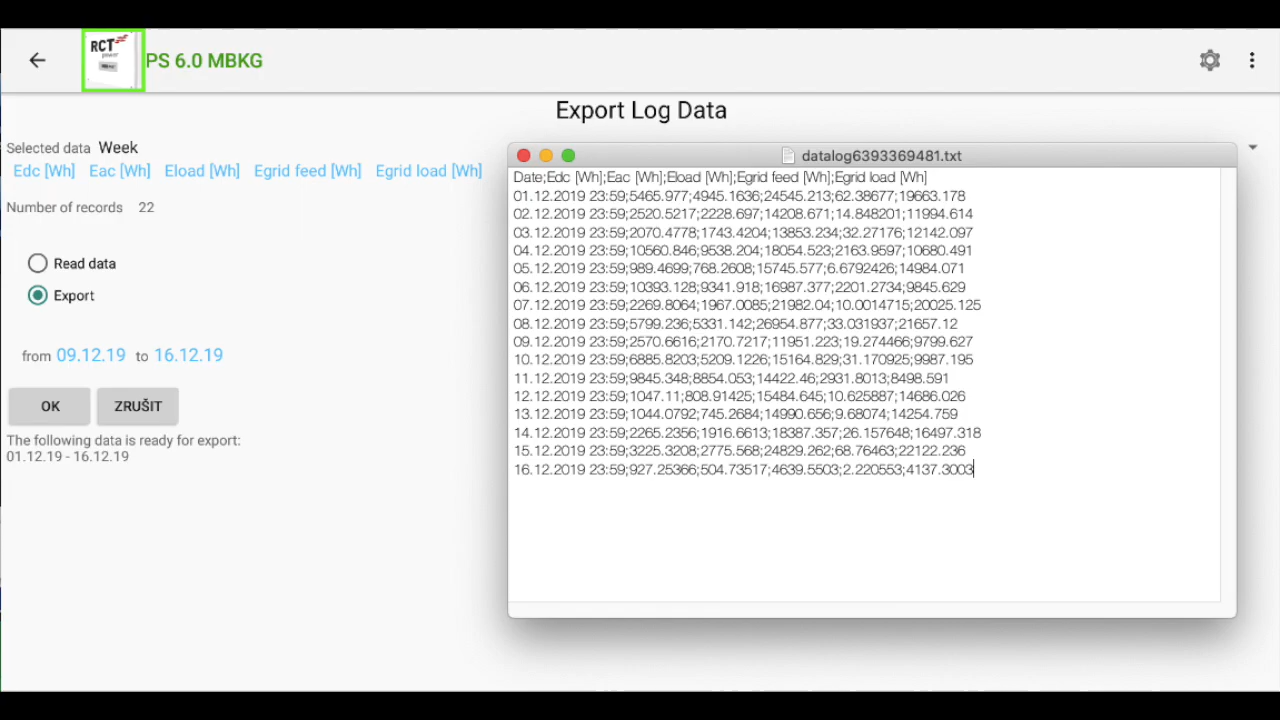 RCT
power
PS 6.0 MBKG
Export Log Data
Selected data Week
Edc [Wh] Eac [Wh] Eload [Wh] Egrid feed [Wh] Egrid load [Wh]
Number of records 22
Read data
Export
from 09.12.19 to 16.12.19
OK ZRUŠIT
The following data is ready for export:
01.12.19 - 16.12.19
datalog6393369481.txt
Date;Edc [Wh];Eac [Wh];Eload [Wh];Egrid feed [Wh];Egrid load [Wh]
01.12.2019 23:59;5465.977;4945.1636;24545.213;62.38677;19663.178
02.12.2019 23:59;2520.5217;2228.697;14208.671;14.848201;11994.614
03.12.2019 23:59;2070.4778;1743.4204;13853.234;32.27176;12142.097
04.12.2019 23:59;10560.846;9538.204;18054.523;2163.9597;10680.491
05.12.2019 23:59;989.4699;768.2608;15745.577;6.6792426;14984.071
06.12.2019 23:59;10393.128;9341.918;16987.377;2201.2734;9845.629
07.12.2019 23:59;2269.8064;1967.0085;21982.04;10.0014715;20025.125
08.12.2019 23:59;5799.236;5331.142;26954.877;33.031937;21657.12
09.12.2019 23:59;2570.6616;2170.7217;11951.223;19.274466;9799.627
10.12.2019 23:59;6885.8203;5209.1226;15164.829;31.170925;9987.195
11.12.2019 23:59;9845.348;8854.053;14422.46;2931.8013;8498.591
12.12.2019 23:59;1047.11;808.91425;15484.645;10.625887;14686.026
13.12.2019 23:59;1044.0792;745.2684;14990.656;9.68074;14254.759
14.12.2019 23:59;2265.2356;1916.6613;18387.357;26.157648;16497.318
15.12.2019 23:59;3225.3208;2775.568;24829.262;68.76463;22122.236
16.12.2019 23:59;927.25366;504.73517;4639.5503;2.220553;4137.3003